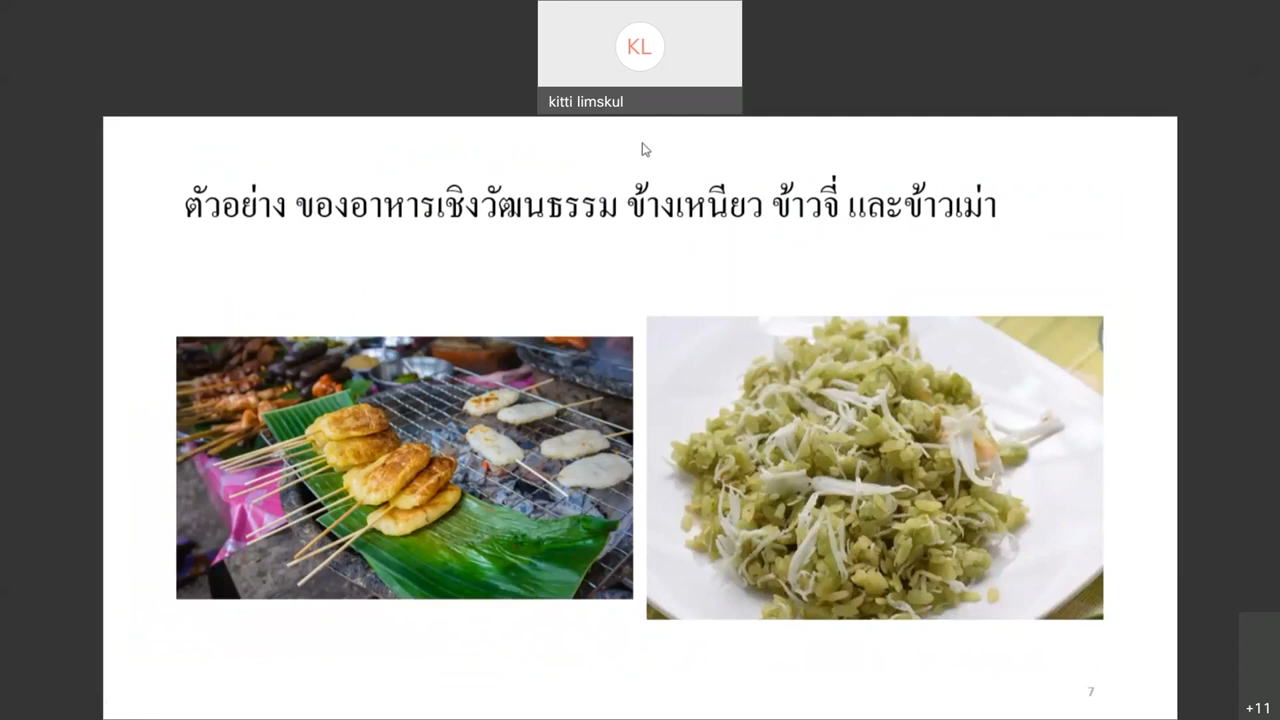 KL
kitti limskul
ตัวอย่าง ของอาหารเชิงวัฒนธรรม ข้างเหนียว ข้าวจี่ และข้าวเม่า
7
+11